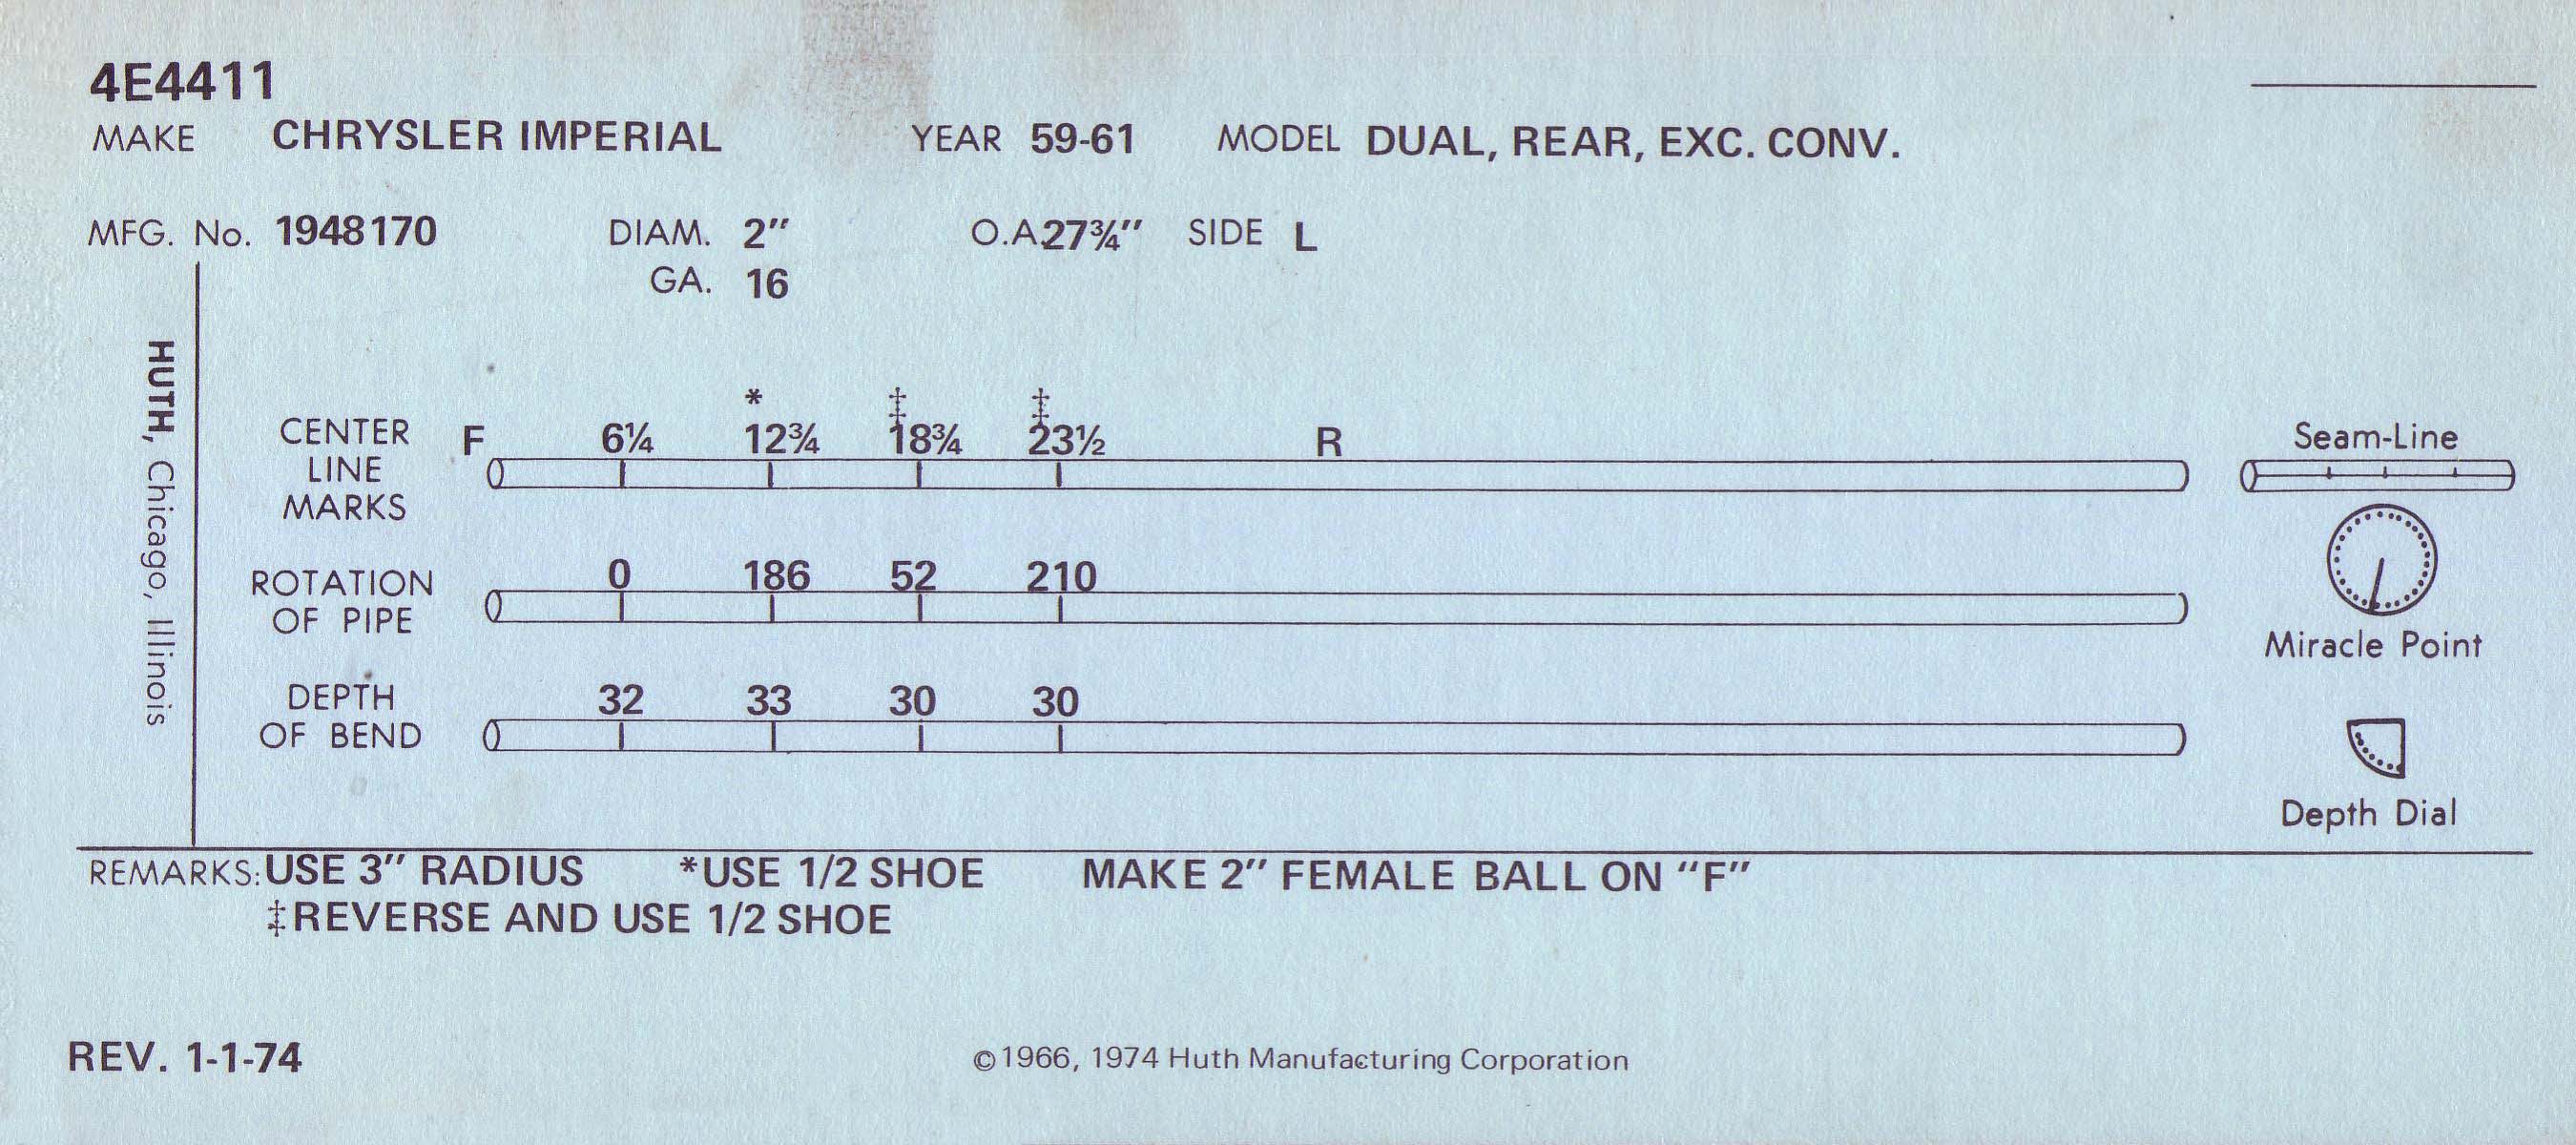 4E4411
MAKE CHRYSLER IMPERIAL YEAR 59-61 MODEL DUAL, REAR, EXC. CONV.
MFG. No. 1948170 DIAM. 2" O.A. 27¾" SIDE L
GA. 16
HUTH, Chicago, Illinois
* ‡ ‡
CENTER F 6¼ 12¾ 18¾ 23½ R
LINE
MARKS
Seam-Line
ROTATION 0 186 52 210
OF PIPE
Miracle Point
DEPTH 32 33 30 30
OF BEND
Depth Dial
REMARKS: USE 3" RADIUS *USE 1/2 SHOE MAKE 2" FEMALE BALL ON "F"
‡REVERSE AND USE 1/2 SHOE
REV. 1-1-74 ©1966, 1974 Huth Manufacturing Corporation